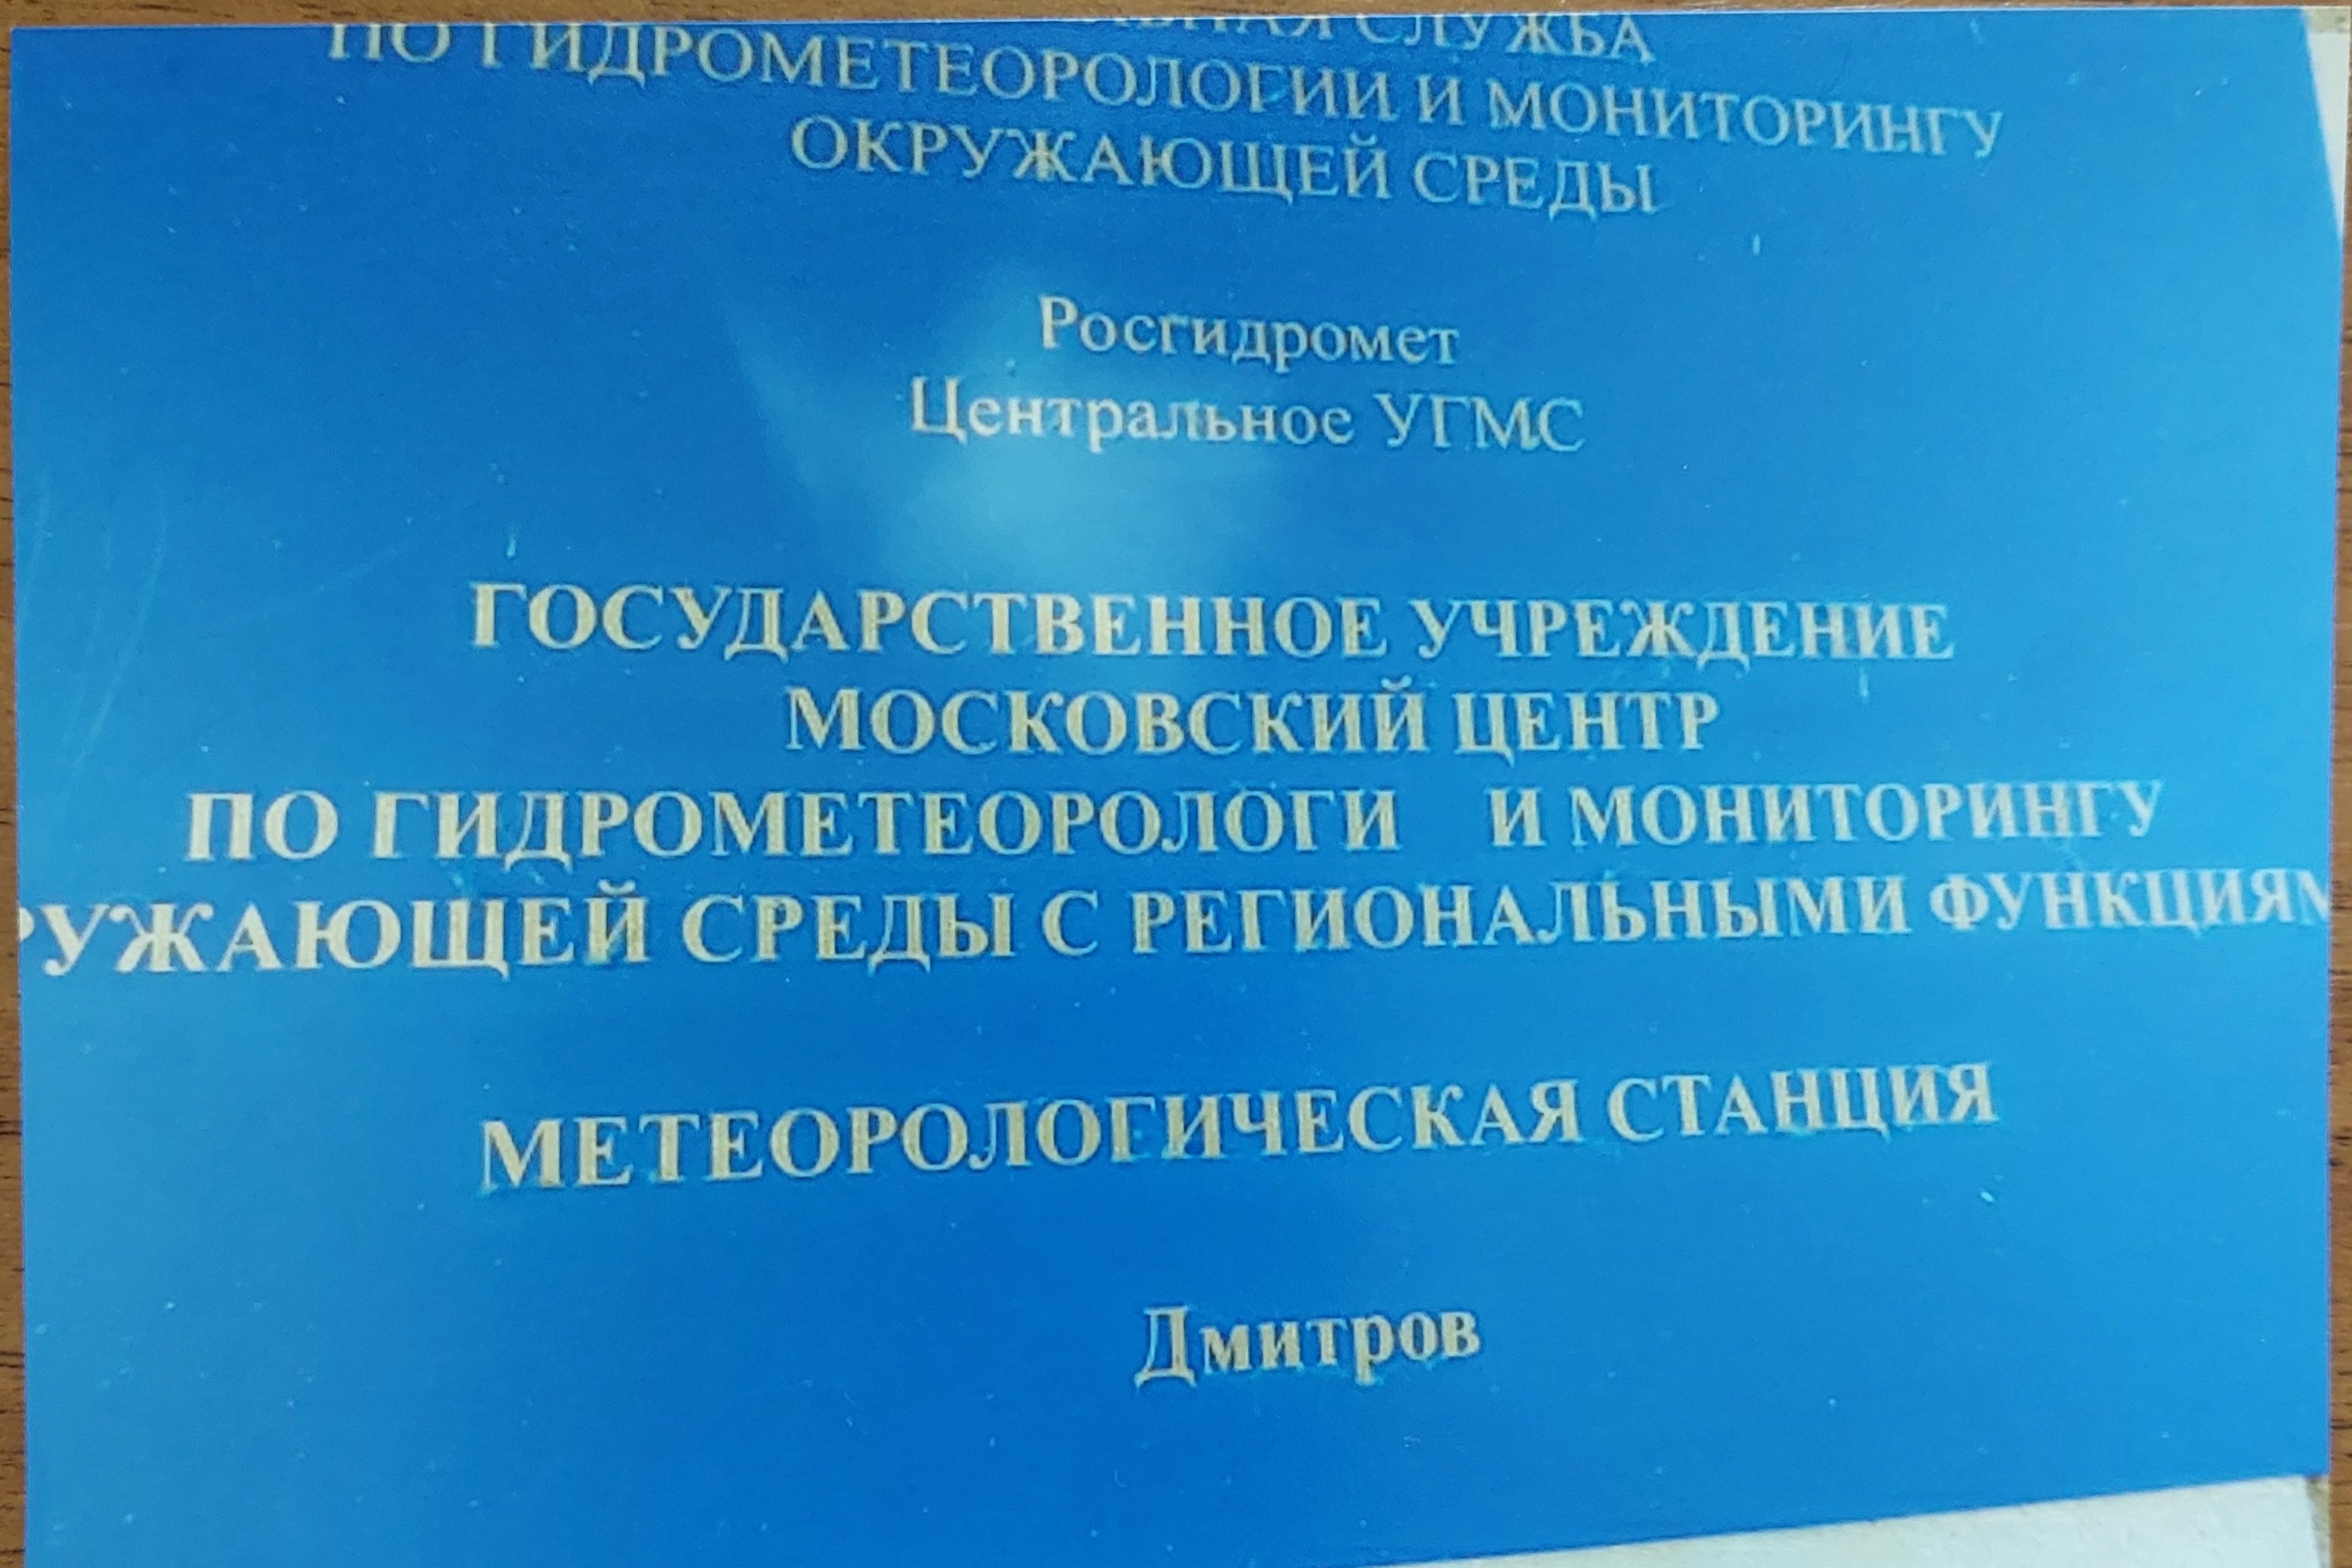 СЛУЖБА
ПО ГИДРОМЕТЕОРОЛОГИИ И МОНИТОРИНГУ
ОКРУЖАЮЩЕЙ СРЕДЫ
Росгидромет
Центральное УГМС
ГОСУДАРСТВЕННОЕ УЧРЕЖДЕНИЕ
МОСКОВСКИЙ ЦЕНТР
ПО ГИДРОМЕТЕОРОЛОГИ И МОНИТОРИНГУ
РУЖАЮЩЕЙ СРЕДЫ С РЕГИОНАЛЬНЫМИ ФУНКЦИЯМ
МЕТЕОРОЛОГИЧЕСКАЯ СТАНЦИЯ
Дмитров